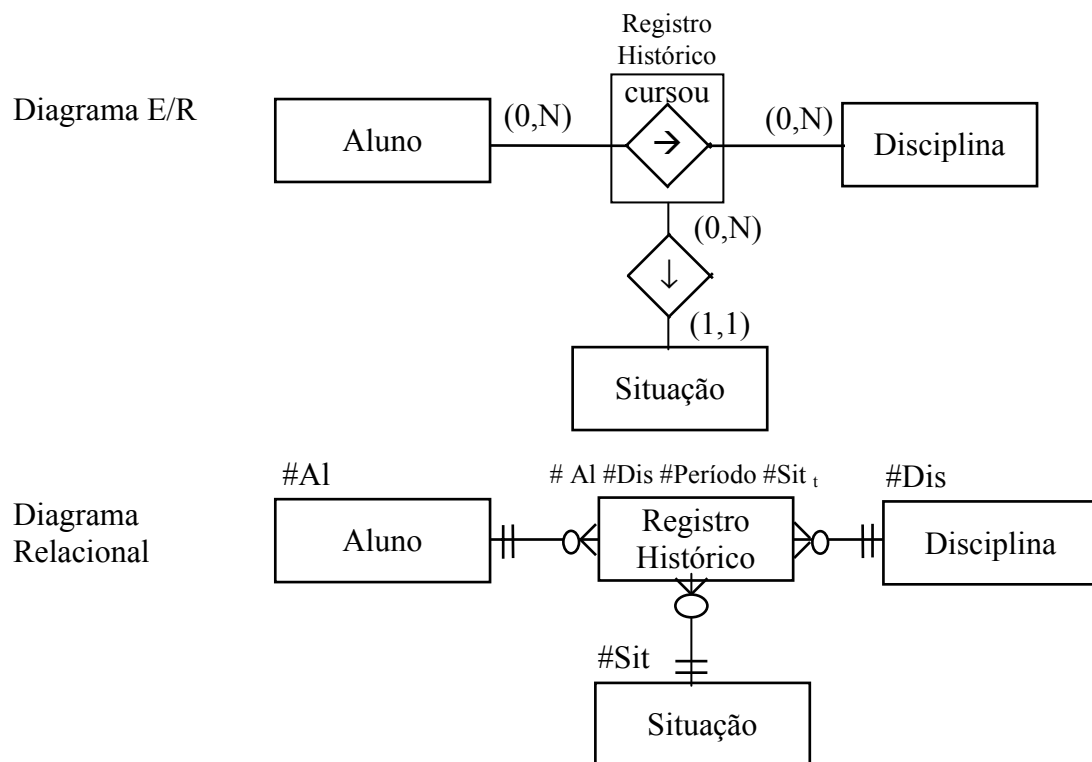 Registro
Histórico
Diagrama E/R
cursou
Aluno
(0,N)
→
(0,N)
Disciplina
(0,N)
↓
(1,1)
Situação
#Al
# Al #Dis #Período #Sit t
#Dis
Diagrama
Relacional
Aluno
Registro
Histórico
Disciplina
#Sit
Situação